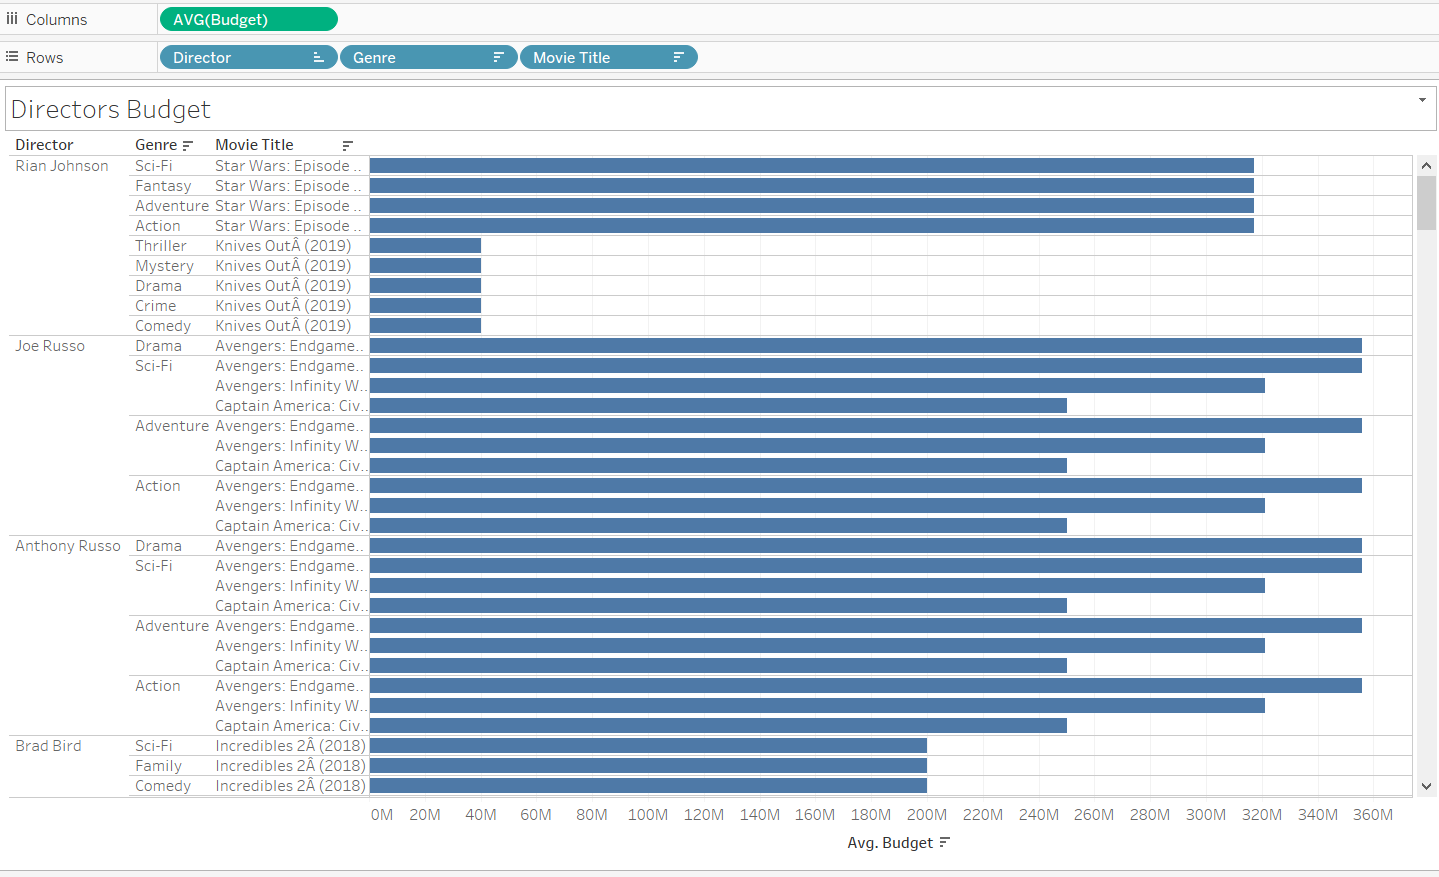 Columns AVG(Budget)
Rows Director Genre Movie Title
Directors Budget
Director Genre Movie Title
Rian Johnson Sci-Fi Star Wars: Episode ..
Fantasy Star Wars: Episode ..
Adventure Star Wars: Episode ..
Action Star Wars: Episode ..
Thriller Knives OutÂ (2019)
Mystery Knives OutÂ (2019)
Drama Knives OutÂ (2019)
Crime Knives OutÂ (2019)
Comedy Knives OutÂ (2019)
Joe Russo Drama Avengers: Endgame..
Sci-Fi Avengers: Endgame..
Avengers: Infinity W..
Captain America: Civ..
Adventure Avengers: Endgame..
Avengers: Infinity W..
Captain America: Civ..
Action Avengers: Endgame..
Avengers: Infinity W..
Captain America: Civ..
Anthony Russo Drama Avengers: Endgame..
Sci-Fi Avengers: Endgame..
Avengers: Infinity W..
Captain America: Civ..
Adventure Avengers: Endgame..
Avengers: Infinity W..
Captain America: Civ..
Action Avengers: Endgame..
Avengers: Infinity W..
Captain America: Civ..
Brad Bird Sci-Fi Incredibles 2Â (2018)
Family Incredibles 2Â (2018)
Comedy Incredibles 2Â (2018)
0M 20M 40M 60M 80M 100M 120M 140M 160M 180M 200M 220M 240M 260M 280M 300M 320M 340M 360M
Avg. Budget